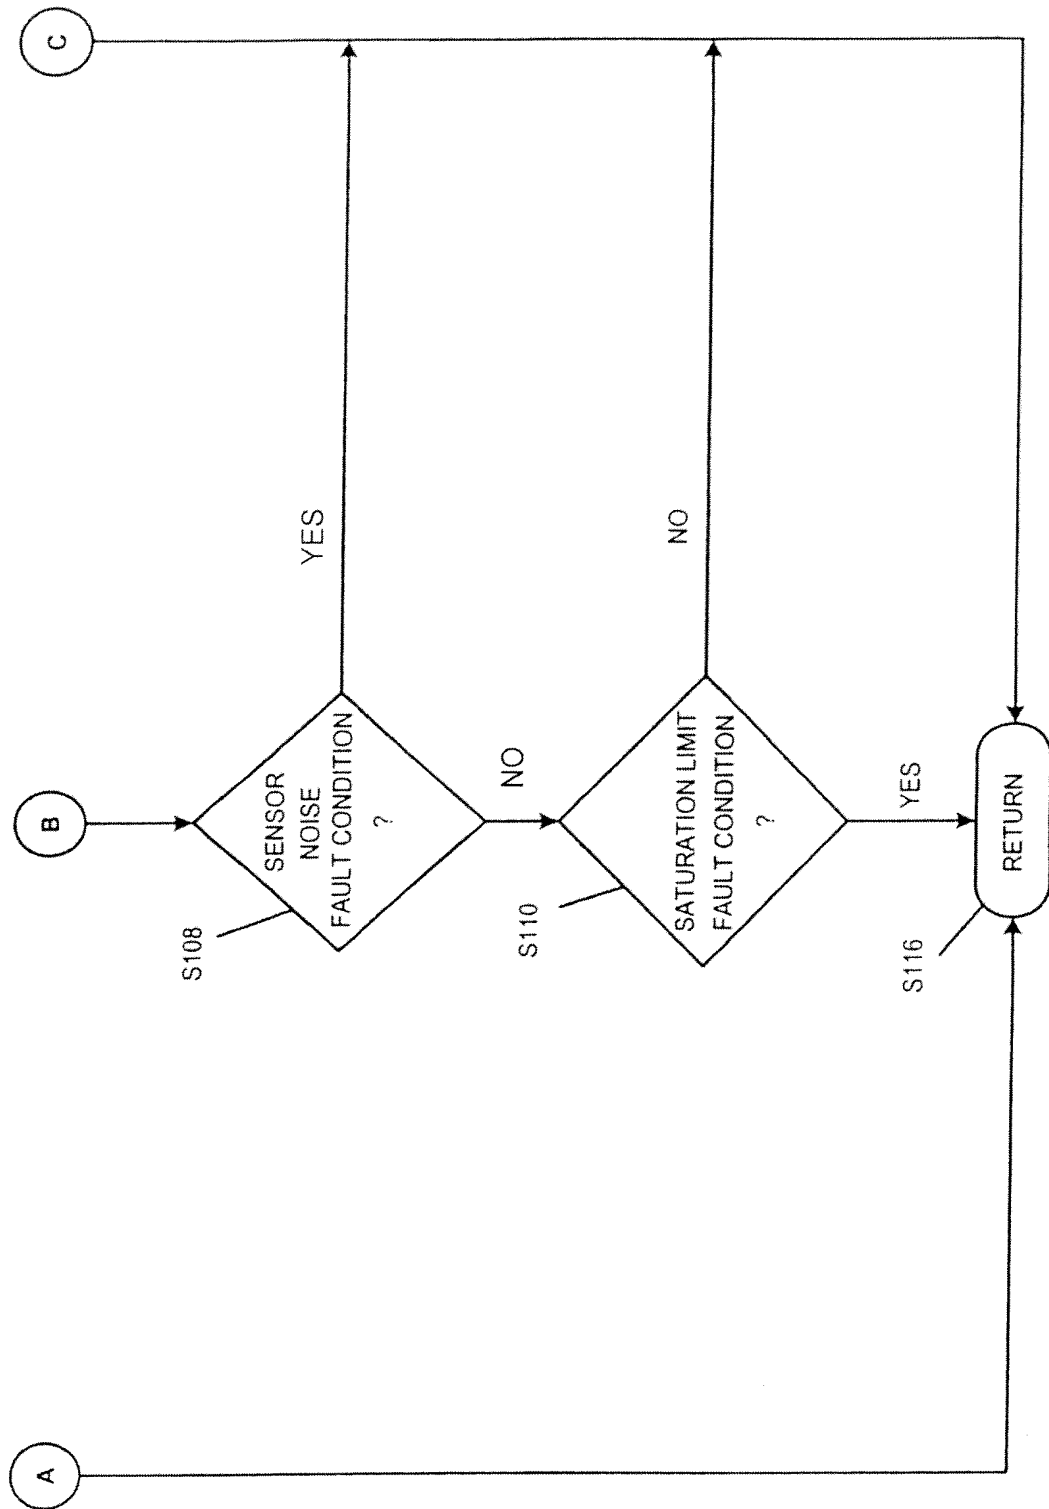 A
B
C
S108
SENSOR
NOISE
FAULT CONDITION
?
YES
NO
S110
SATURATION LIMIT
FAULT CONDITION
?
NO
YES
S116
RETURN